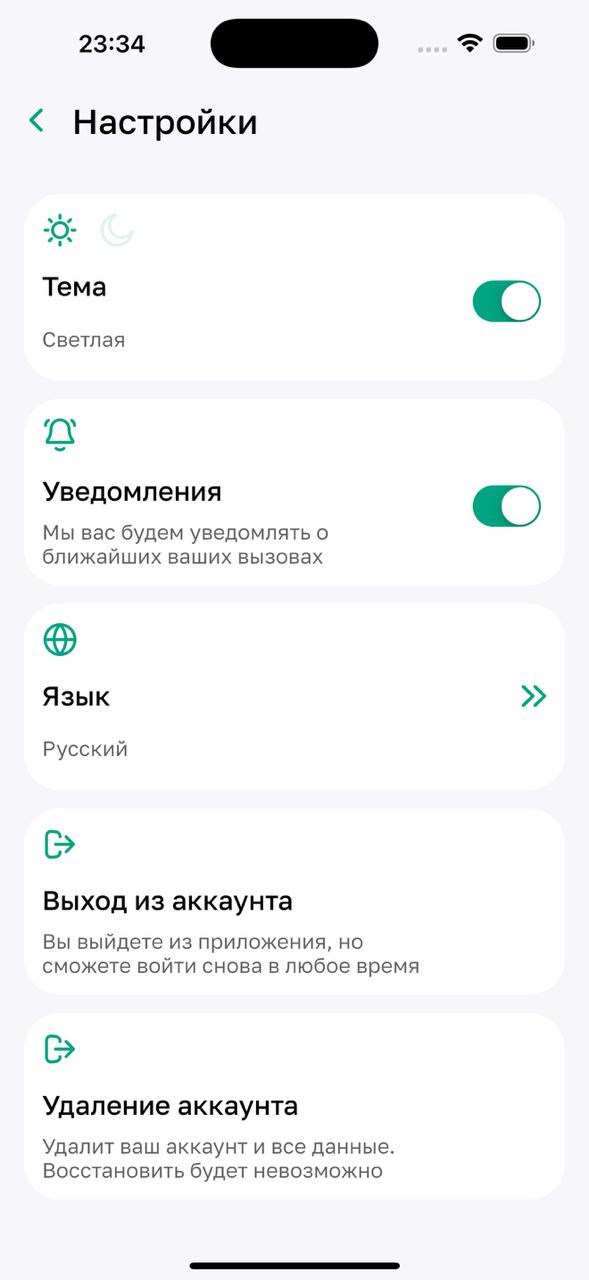 23:34
Настройки
Тема
Светлая
Уведомления
Мы вас будем уведомлять о
ближайших ваших вызовах
Язык
Русский
Выход из аккаунта
Вы выйдете из приложения, но
сможете войти снова в любое время
Удаление аккаунта
Удалит ваш аккаунт и все данные.
Восстановить будет невозможно